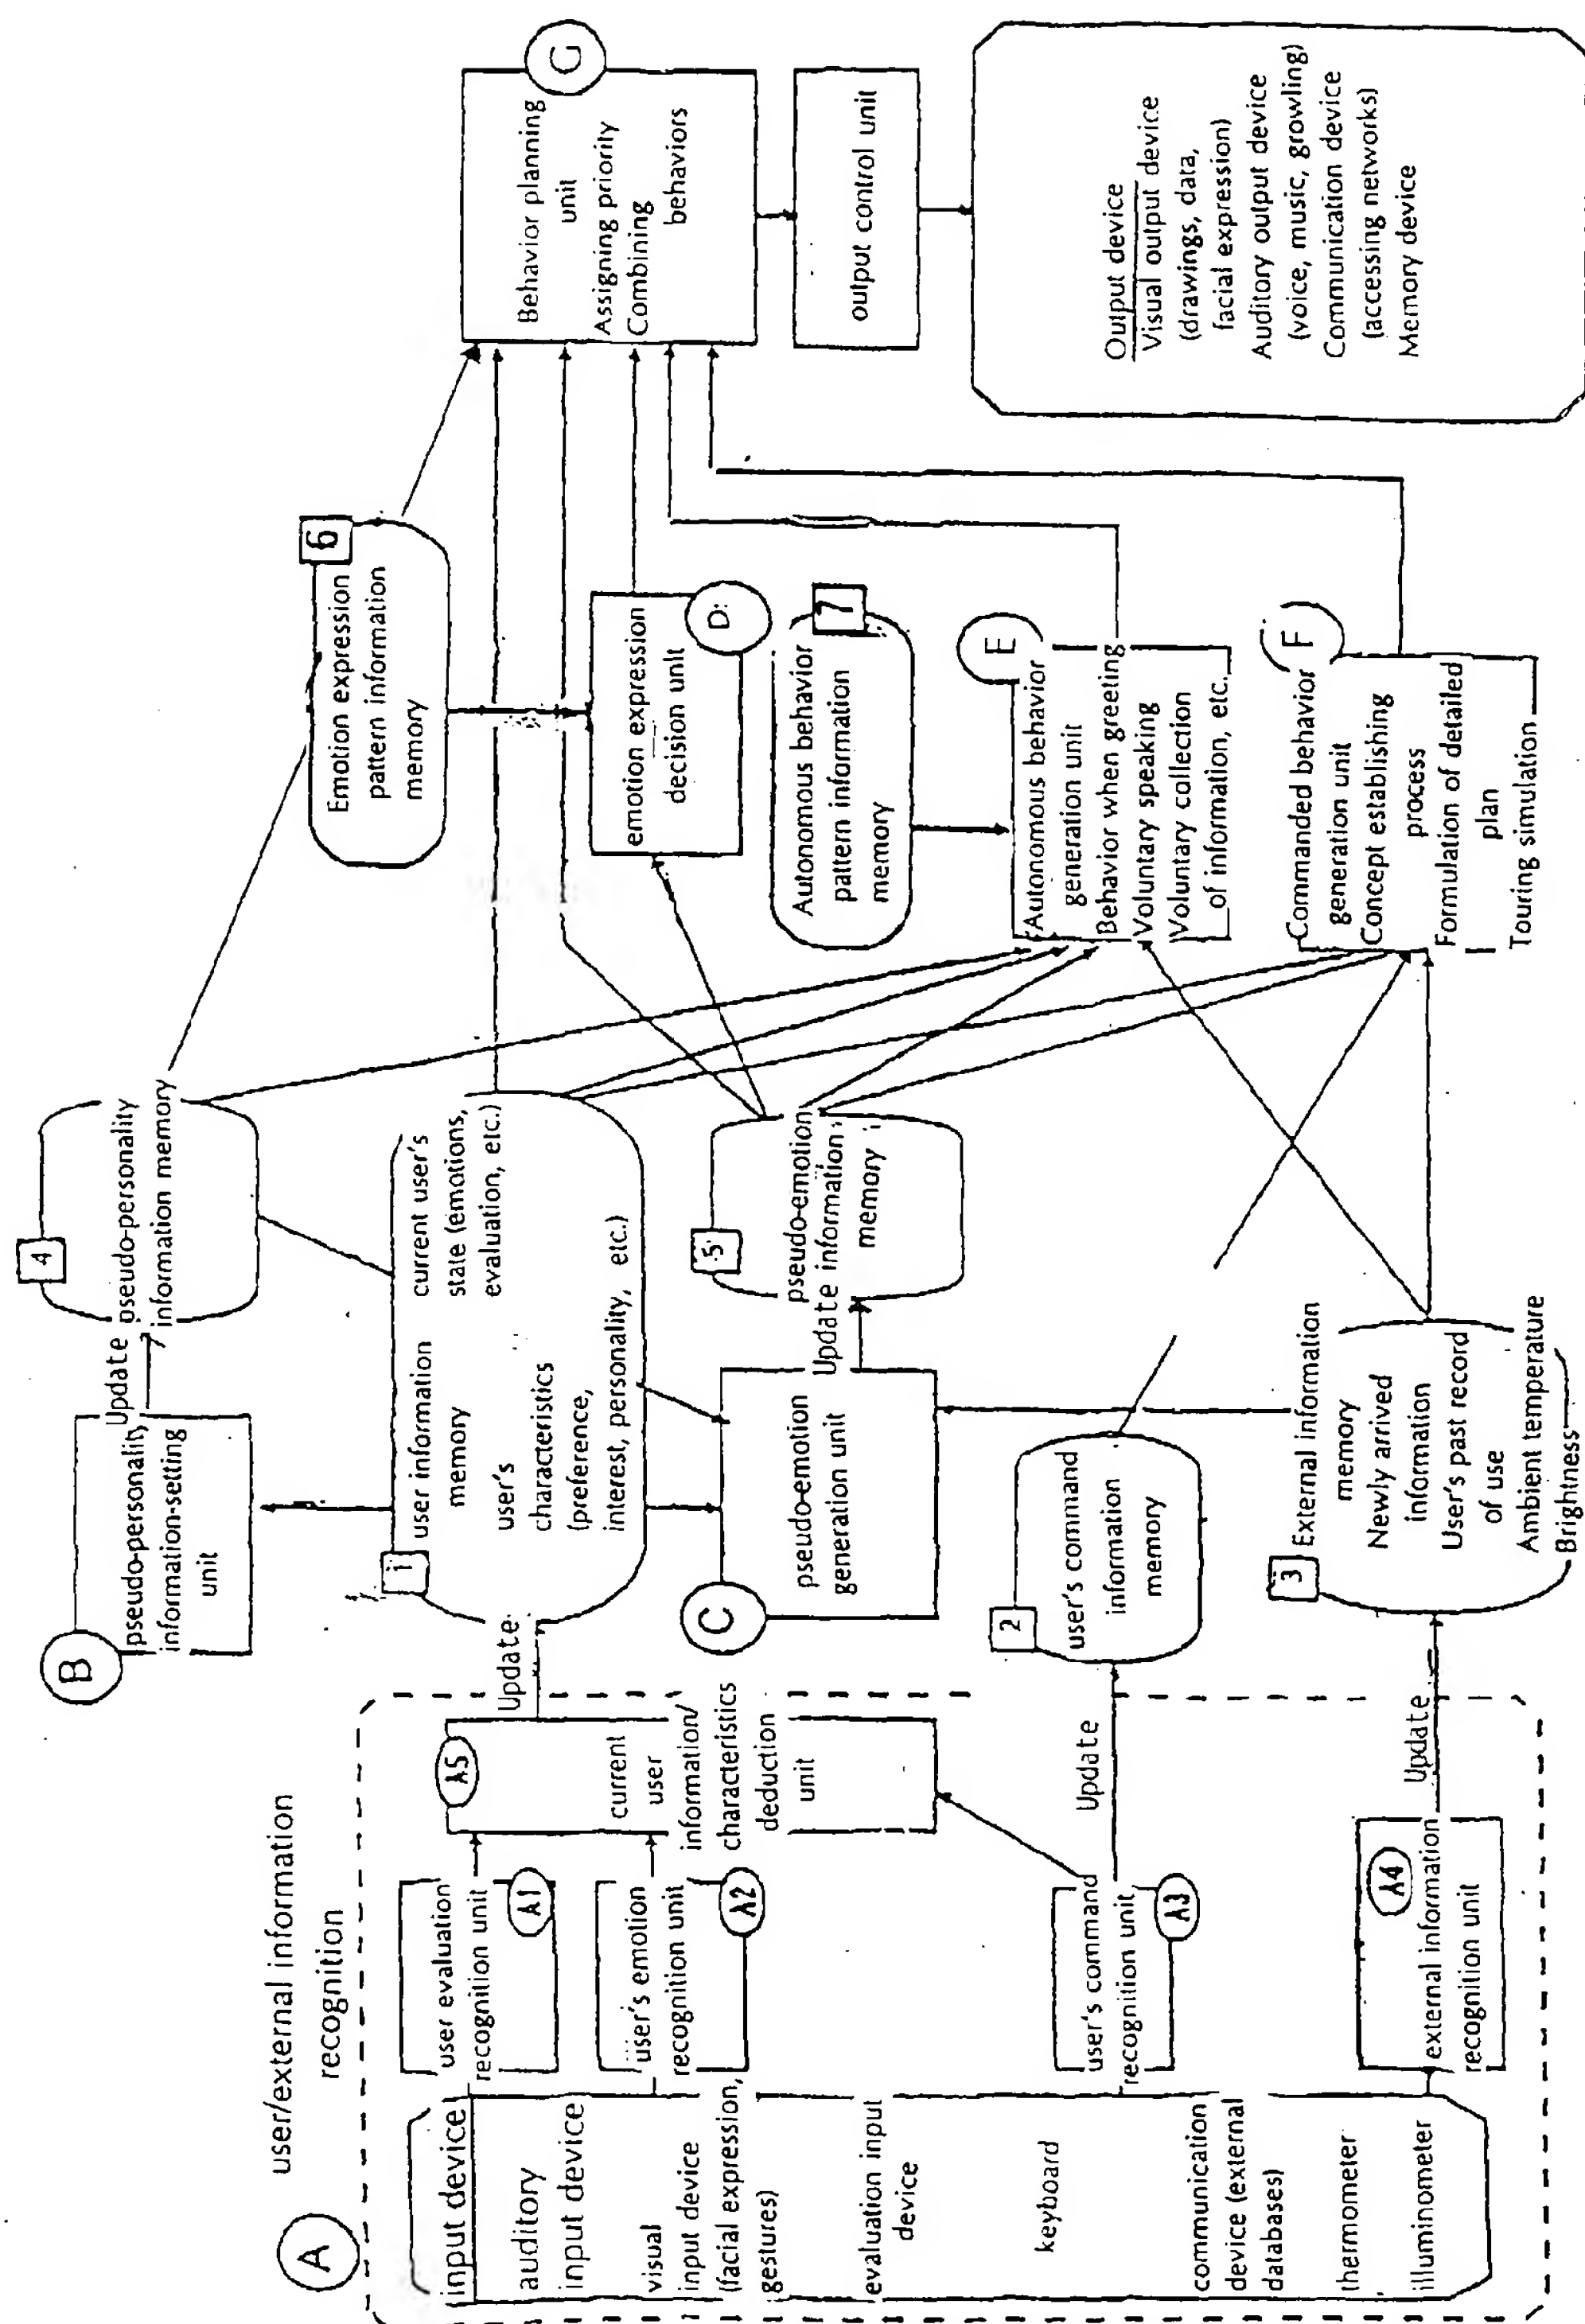 A
user/external information
recognition
input device
auditory
input device
visual
input device
(facial expression,
gestures)
evaluation input
device
keyboard
communication
device (external
databases)
thermometer
illuminometer
user evaluation
recognition unit
A1
user's emotion
recognition unit
A2
user's command
recognition unit
A3
A4
external information
recognition unit
A5
current
user
information/
characteristics
deduction
unit
Update
Update
Update
B
pseudo-personality
information-setting
unit
Update
4
pseudo-personality
information memory
1
user information
memory
user's
characteristics
(preference,
interest, personality, etc.)
current user's
state (emotions,
evaluation, etc.)
C
pseudo-emotion
generation unit
Update
5
pseudo-emotion
information
memory
2
user's command
information
memory
3
External information
memory
Newly arrived
information
User's past record
of use
Ambient temperature
Brightness
6
Emotion expression
pattern information
memory
emotion expression
decision unit
D
7
Autonomous behavior
pattern information
memory
E
Autonomous behavior
generation unit
Behavior when greeting
Voluntary speaking
Voluntary collection
of information, etc.
F
Commanded behavior
generation unit
Concept establishing
process
Formulation of detailed
plan
Touring simulation
G
Behavior planning
unit
Assigning priority
Combining
behaviors
output control unit
Output device
Visual output device
(drawings, data,
facial expression)
Auditory output device
(voice, music, growling)
Communication device
(accessing networks)
Memory device